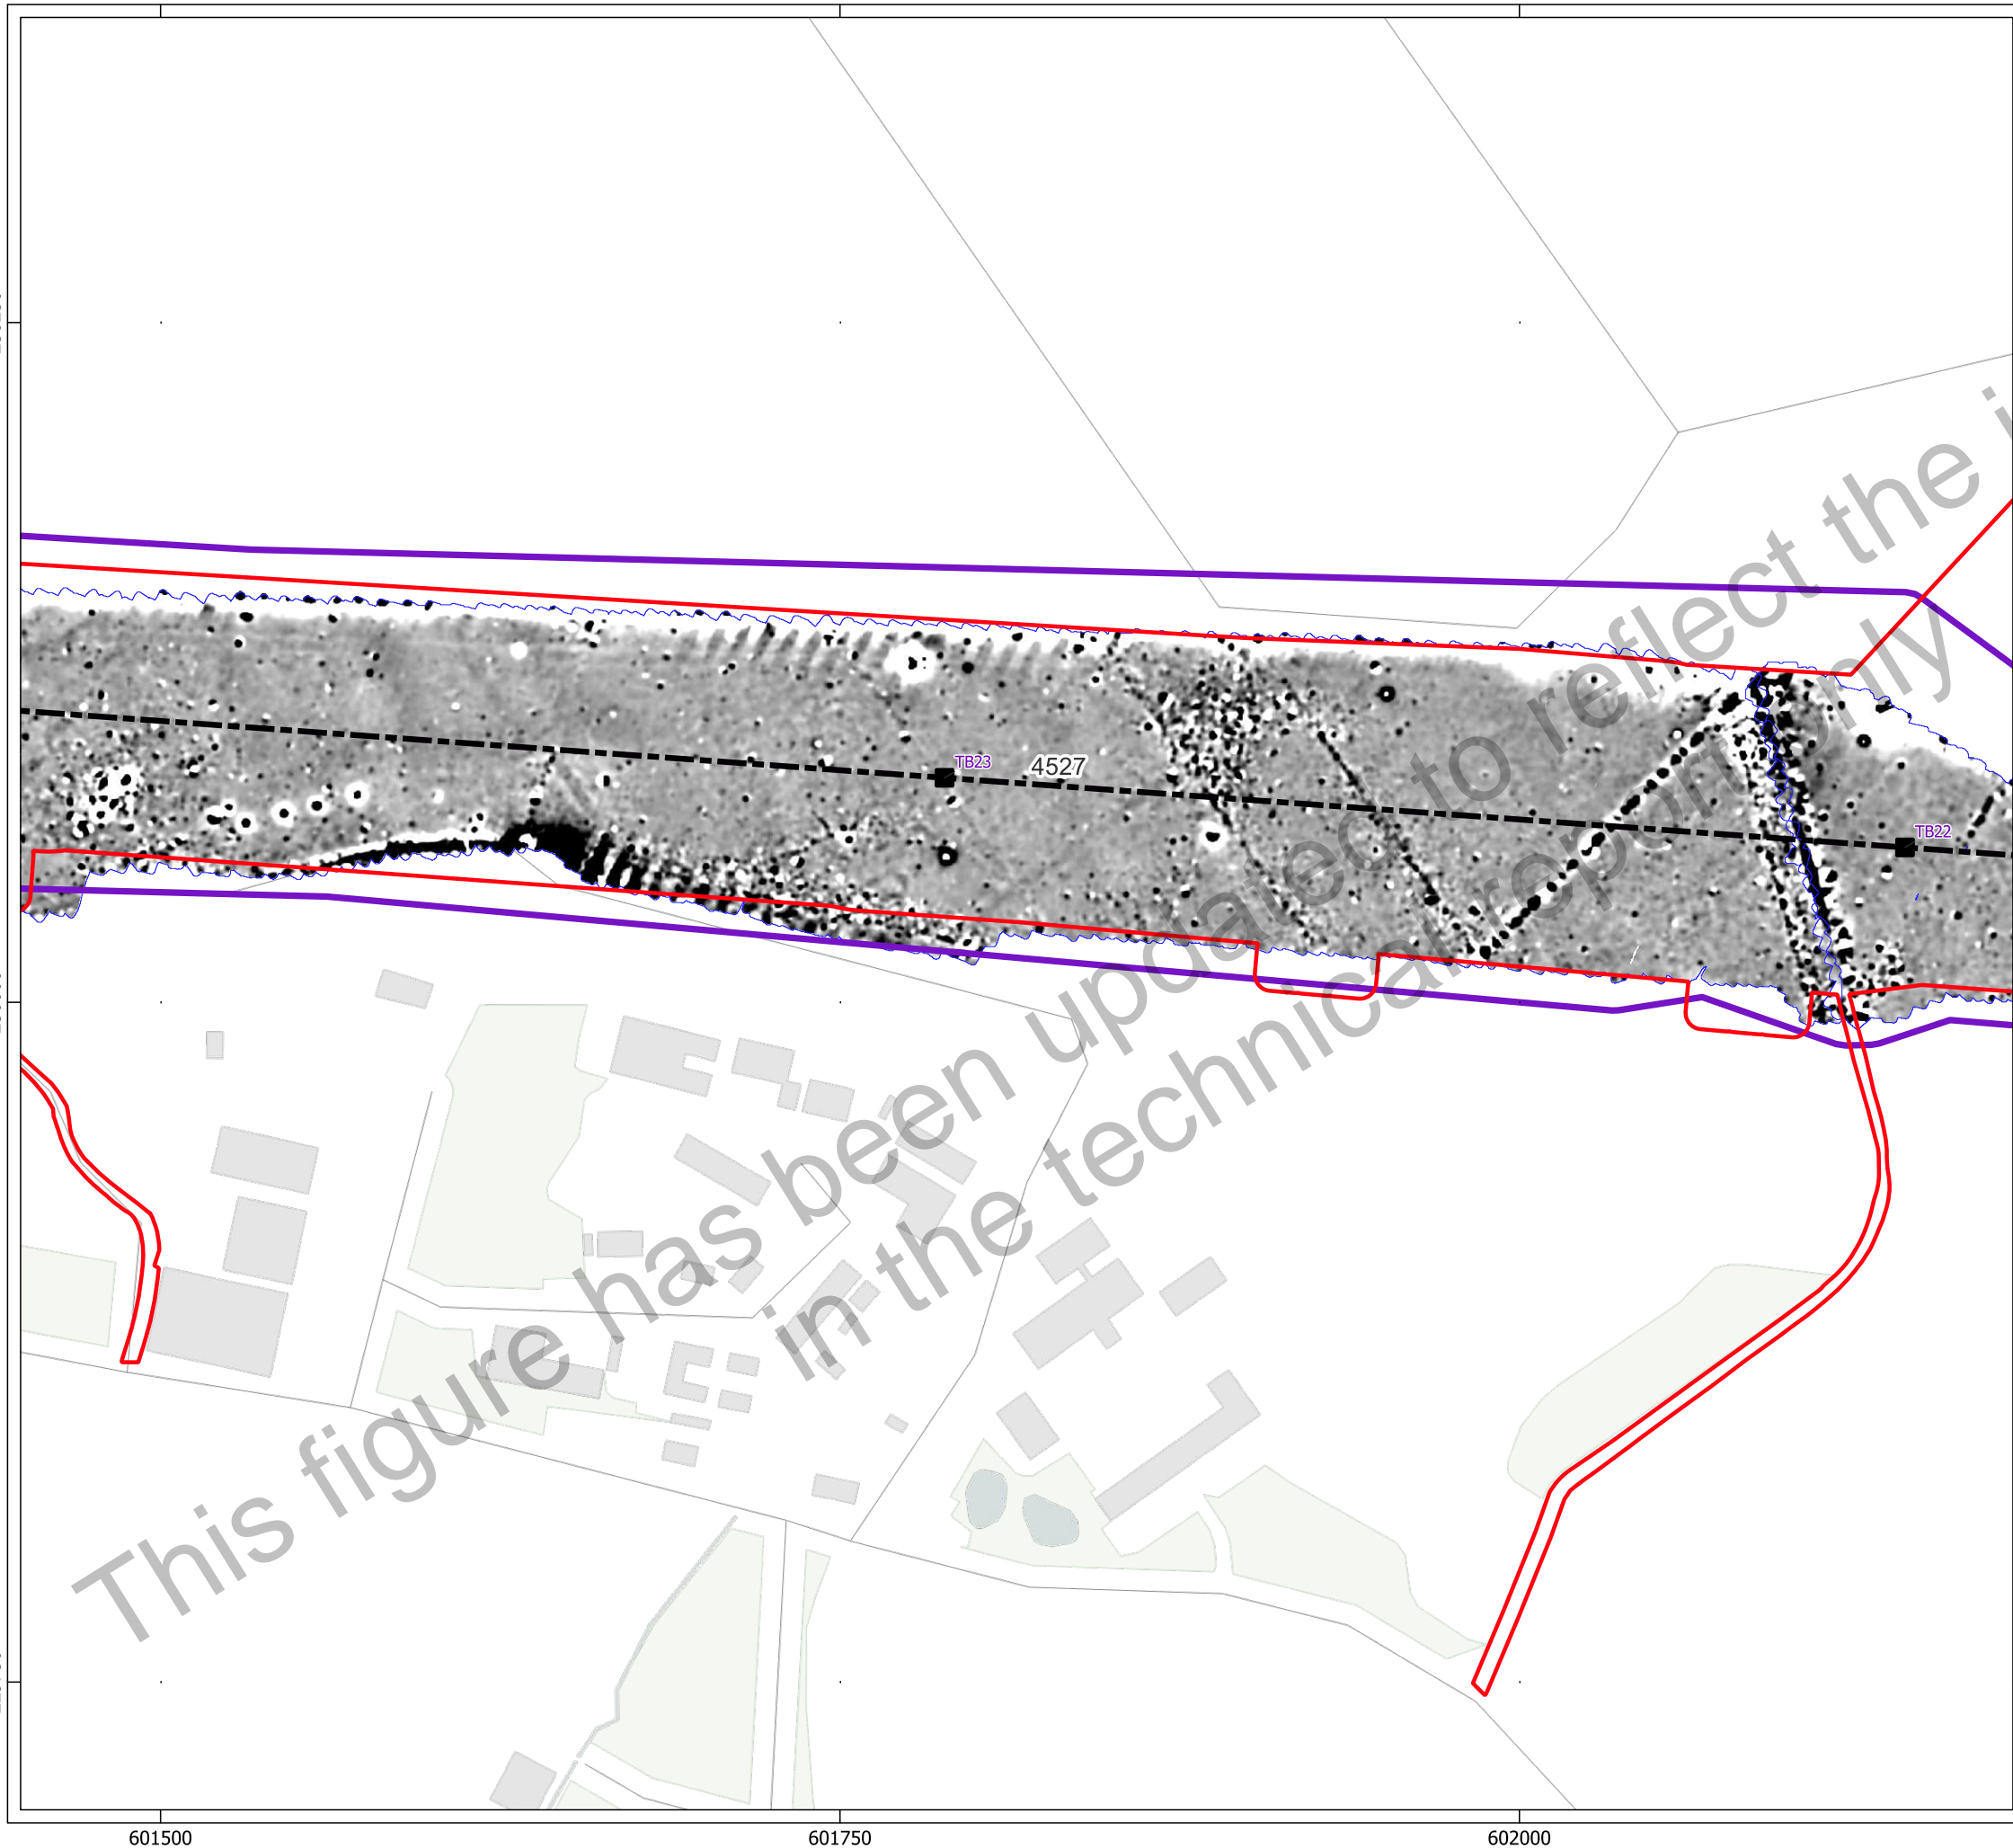 TB23
4527
TB22
This figure has been updated to reflect the i
in the technical report only
601500
601750
602000